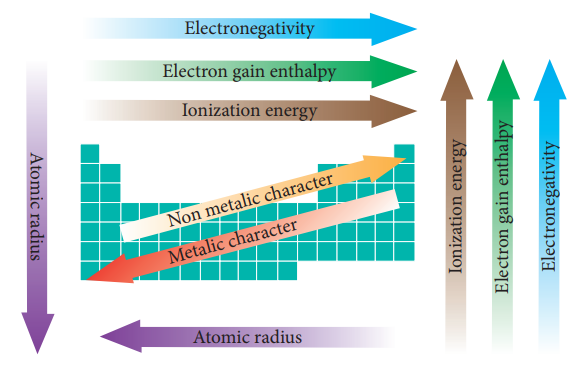 Electronegativity
Electron gain enthalpy
Ionization energy
Atomic radius
Non metalic character
Metalic character
Ionization energy
Electron gain enthalpy
Electronegativity
Atomic radius